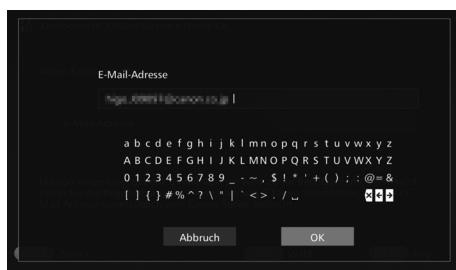 E-Mail-Adresse
a b c d e f g h i j k l m n o p q r s t u v w x y z
A B C D E F G H I J K L M N O P Q R S T U V W X Y Z
0 1 2 3 4 5 6 7 8 9 _ - ~ , $ ! * ' + ( ) ; : @ = &
[ ] { } # % ^ ? \ " | ` < > . / ␣
Abbruch OK